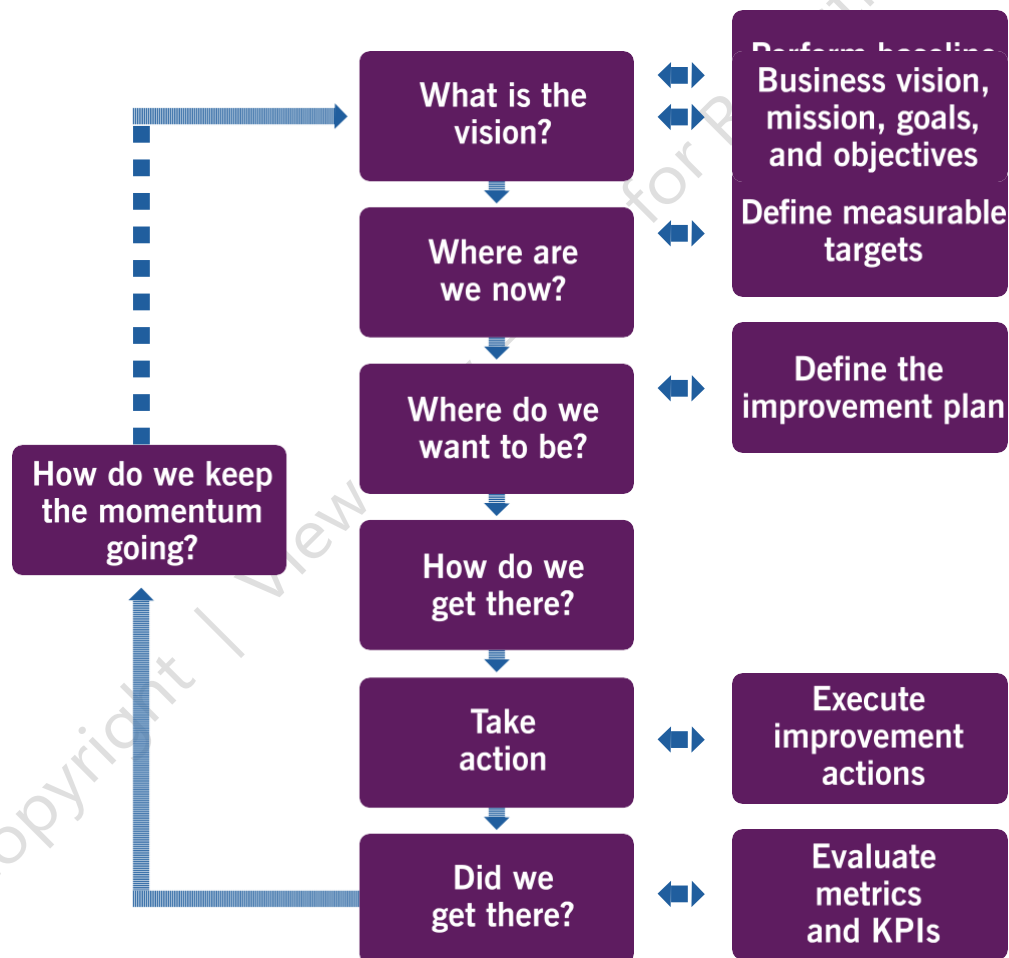 What is the
vision?
Business vision,
mission, goals,
and objectives
Where are
we now?
Define measurable
targets
Where do we
want to be?
Define the
improvement plan
How do we keep
the momentum
going?
How do we
get there?
Take
action
Execute
improvement
actions
Did we
get there?
Evaluate
metrics
and KPIs
View
for